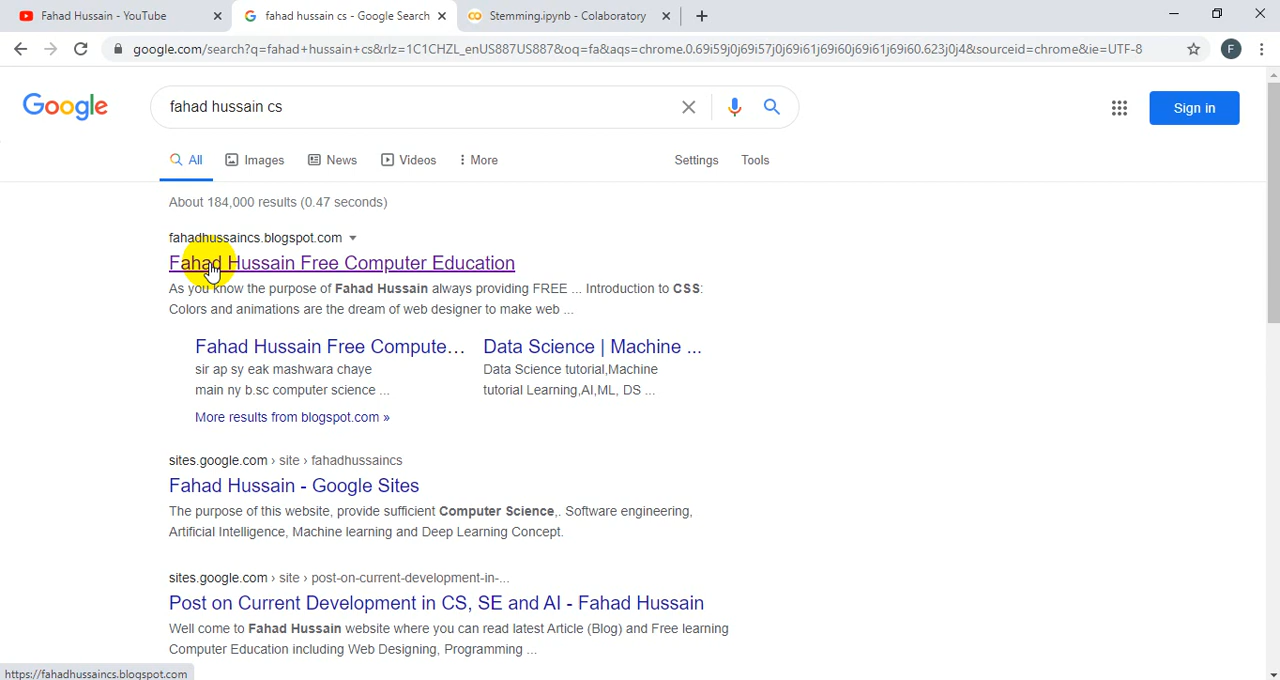 Fahad Hussain - YouTube
fahad hussain cs - Google Search
Stemming.ipynb - Colaboratory
google.com/search?q=fahad+hussain+cs&rlz=1C1CHZL_enUS887US887&oq=fa&aqs=chrome.0.69i59j0j69i57j0j69i61j69i60j69i61j69i60.623j0j4&sourceid=chrome&ie=UTF-8
F
Google
fahad hussain cs
Sign in
All Images News Videos More Settings Tools
About 184,000 results (0.47 seconds)
fahadhussaincs.blogspot.com
Fahad Hussain Free Computer Education
As you know the purpose of Fahad Hussain always providing FREE ... Introduction to CSS:
Colors and animations are the dream of web designer to make web ...
Fahad Hussain Free Compute...
sir ap sy eak mashwara chaye
main ny b.sc computer science ...
Data Science | Machine ...
Data Science tutorial,Machine
tutorial Learning,AI,ML, DS ...
More results from blogspot.com »
sites.google.com › site › fahadhussaincs
Fahad Hussain - Google Sites
The purpose of this website, provide sufficient Computer Science,. Software engineering,
Artificial Intelligence, Machine learning and Deep Learning Concept.
sites.google.com › site › post-on-current-development-in-...
Post on Current Development in CS, SE and AI - Fahad Hussain
Well come to Fahad Hussain website where you can read latest Article (Blog) and Free learning
Computer Education including Web Designing, Programming ...
https://fahadhussaincs.blogspot.com